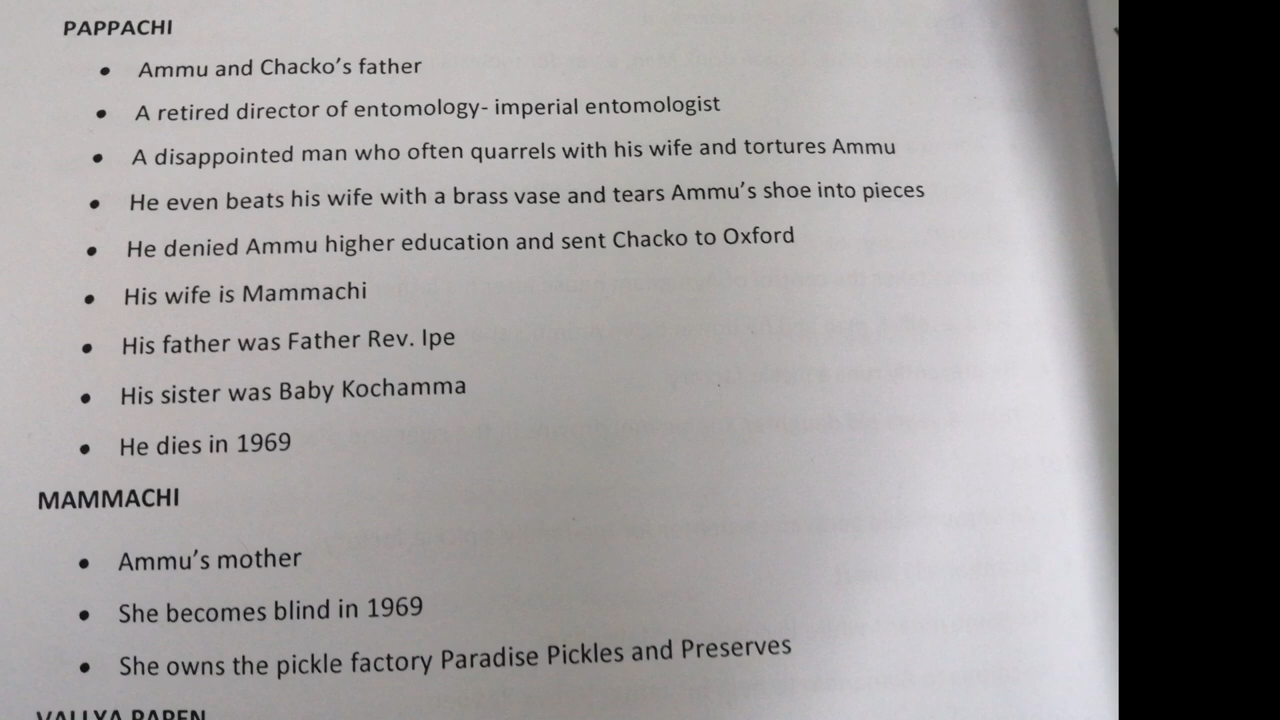 PAPPACHI
• Ammu and Chacko's father
• A retired director of entomology- imperial entomologist
• A disappointed man who often quarrels with his wife and tortures Ammu
• He even beats his wife with a brass vase and tears Ammu's shoe into pieces
• He denied Ammu higher education and sent Chacko to Oxford
• His wife is Mammachi
• His father was Father Rev. Ipe
• His sister was Baby Kochamma
• He dies in 1969
MAMMACHI
• Ammu's mother
• She becomes blind in 1969
• She owns the pickle factory Paradise Pickles and Preserves
VALLYA PAPEN